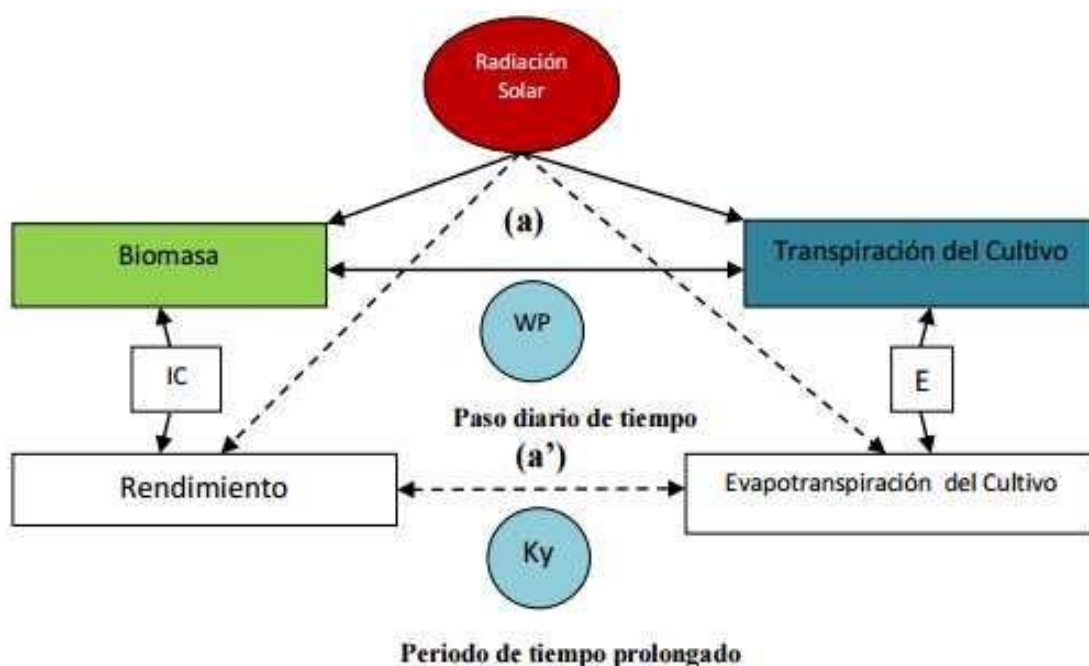 Radiación
Solar
(a)
Biomasa
Transpiración del Cultivo
WP
IC
E
Paso diario de tiempo
(a’)
Rendimiento
Evapotranspiración del Cultivo
Ky
Periodo de tiempo prolongado